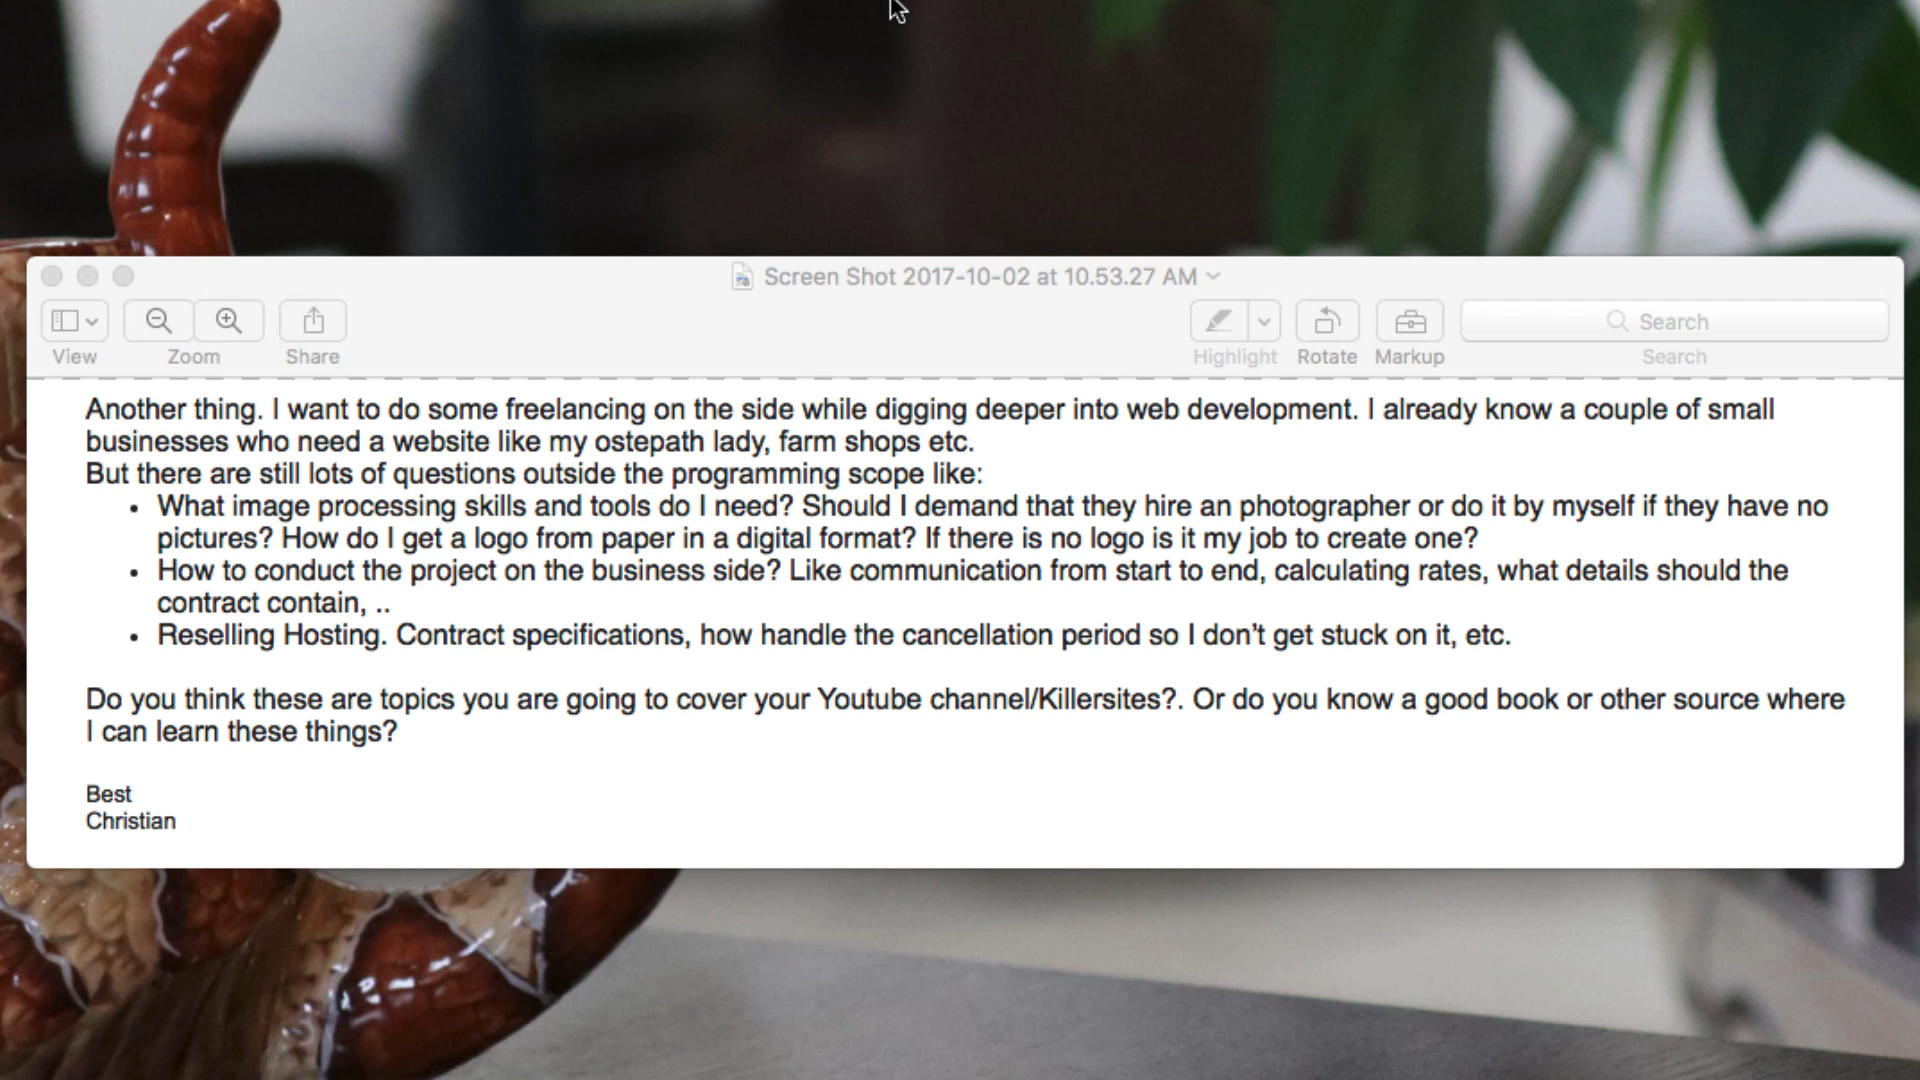 Screen Shot 2017-10-02 at 10.53.27 AM
View
Zoom
Share
Highlight
Rotate
Markup
Search
Search
Another thing. I want to do some freelancing on the side while digging deeper into web development. I already know a couple of small
businesses who need a website like my ostepath lady, farm shops etc.
But there are still lots of questions outside the programming scope like:
• What image processing skills and tools do I need? Should I demand that they hire an photographer or do it by myself if they have no
pictures? How do I get a logo from paper in a digital format? If there is no logo is it my job to create one?
• How to conduct the project on the business side? Like communication from start to end, calculating rates, what details should the
contract contain, ..
• Reselling Hosting. Contract specifications, how handle the cancellation period so I don't get stuck on it, etc.
Do you think these are topics you are going to cover your Youtube channel/Killersites?. Or do you know a good book or other source where
I can learn these things?
Best
Christian